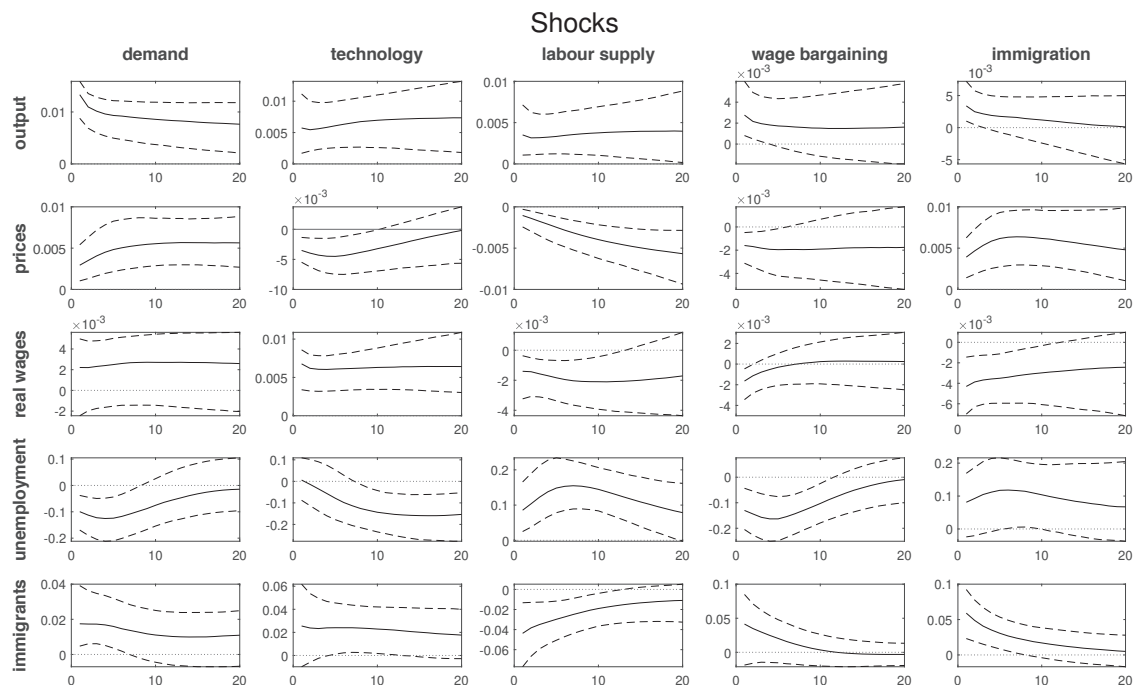 Shocks
demand technology labour supply wage bargaining immigration
output
0.01
0
0 10 20
0.01
0.005
0
0 10 20
0.01
0.005
0
0 10 20
×10⁻³
4
2
0
0 10 20
10⁻³
5
0
-5
0 10 20
prices
0.01
0.005
0
0 10 20
×10⁻³
0
-5
-10
0 10 20
0
-0.005
-0.01
0 10 20
×10⁻³
0
-2
-4
0 10 20
0.01
0.005
0
0 10 20
real wages
×10⁻³
4
2
0
-2
0 10 20
0.01
0.005
0
0 10 20
×10⁻³
0
-2
-4
0 10 20
×10⁻³
2
0
-2
-4
0 10 20
×10⁻³
0
-2
-4
-6
0 10 20
unemployment
0.1
0
-0.1
-0.2
0 10 20
0.1
0
-0.1
-0.2
0 10 20
0.2
0.1
0
0 10 20
0
-0.1
-0.2
0 10 20
0.2
0.1
0
0 10 20
immigrants
0.04
0.02
0
0 10 20
0.06
0.04
0.02
0
0 10 20
0
-0.02
-0.04
-0.06
0 10 20
0.1
0.05
0
0 10 20
0.1
0.05
0
0 10 20